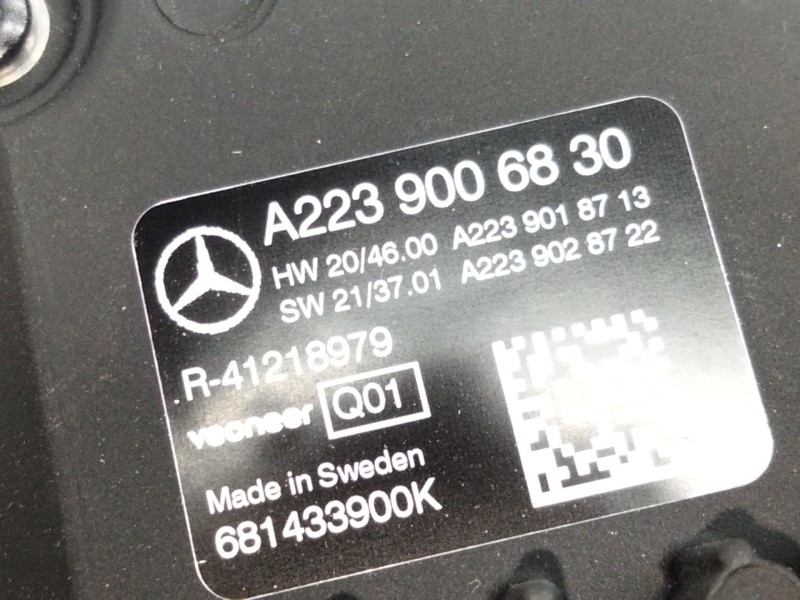 A223 900 68 30
HW 20/46.00 A223 901 87 13
SW 21/37.01 A223 902 87 22
R-41218979
veoneer Q01
Made in Sweden
681433900K